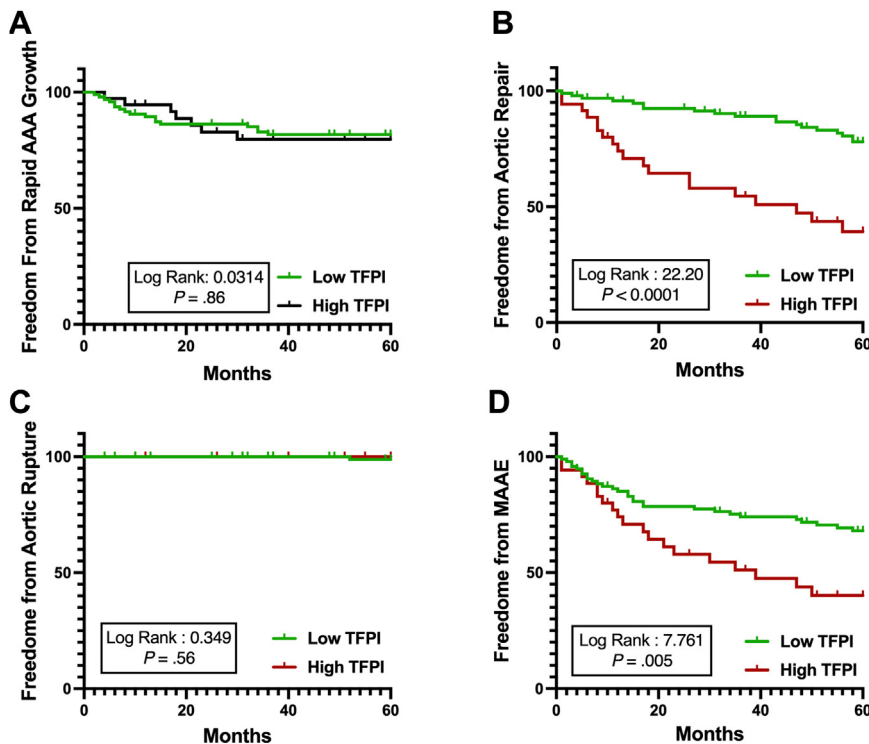 A
Freedom From Rapid AAA Growth
100
50
0
Log Rank: 0.0314
P = .86
Low TFPI
High TFPI
0 20 40 60
Months
B
Freedome from Aortic Repair
100
50
0
Log Rank : 22.20
P < 0.0001
Low TFPI
High TFPI
0 20 40 60
Months
C
Freedome from Aortic Rupture
100
50
0
Log Rank : 0.349
P = .56
Low TFPI
High TFPI
0 20 40 60
Months
D
Freedome from MAAE
100
50
0
Log Rank : 7.761
P = .005
Low TFPI
High TFPI
0 20 40 60
Months